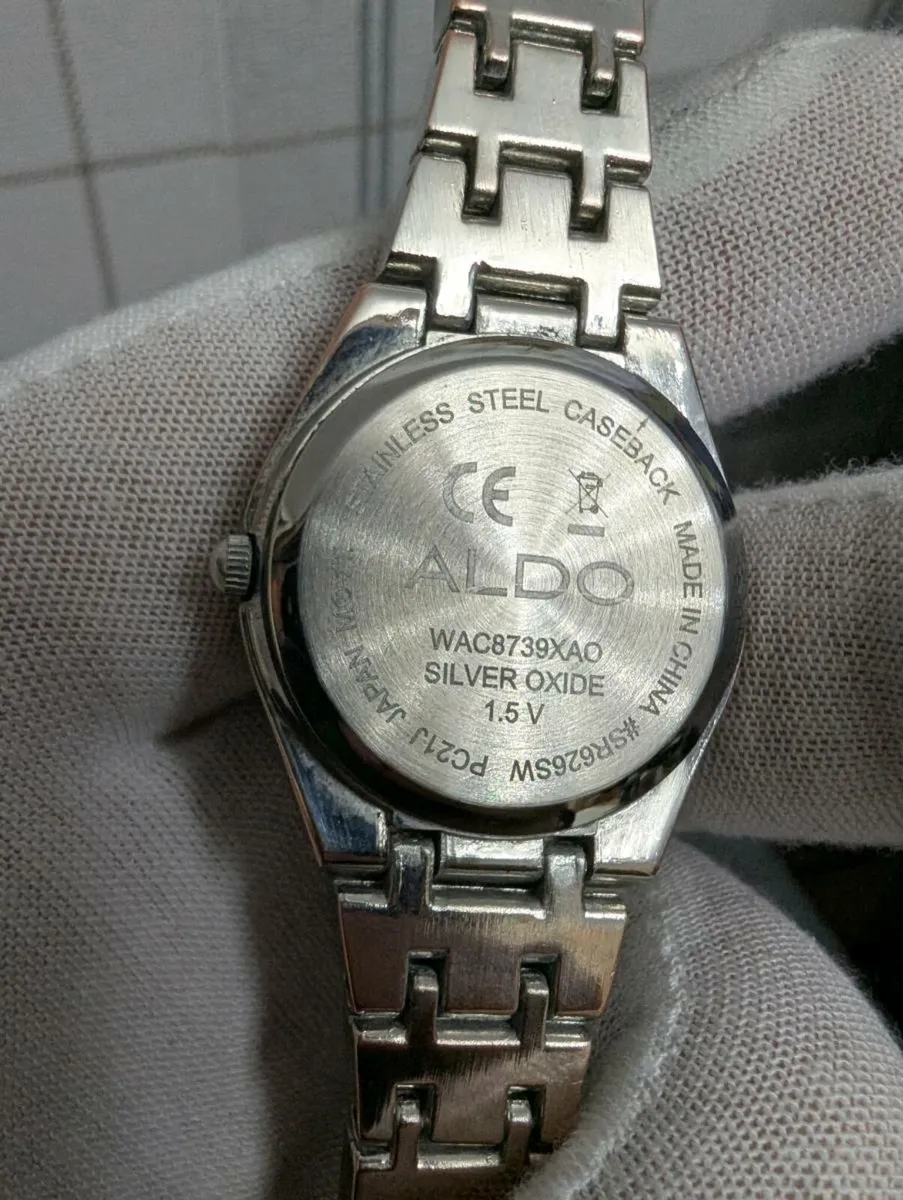 STAINLESS STEEL CASEBACK MADE IN CHINA #SR626SW PC21J JAPAN MOV'T
CE
ALDO
WAC8739XAO
SILVER OXIDE
1.5 V